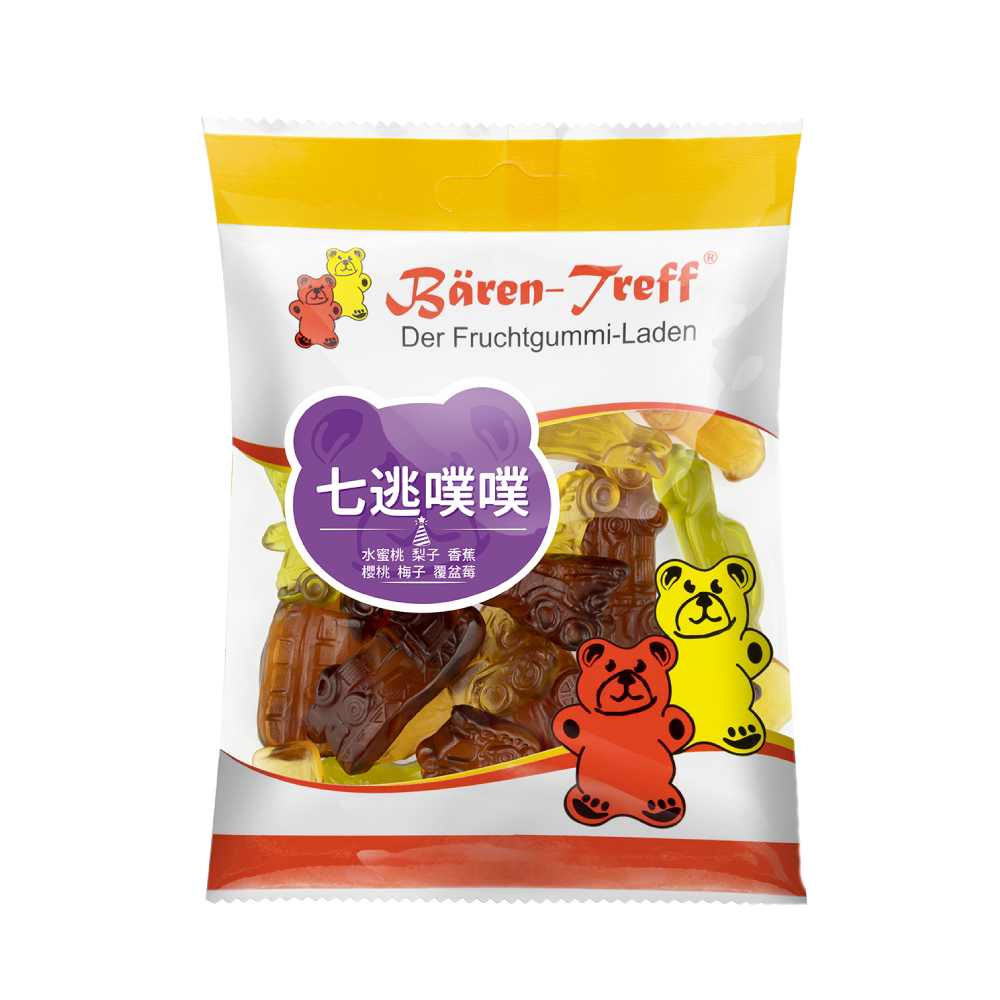 Bären-Treff®
Der Fruchtgummi-Laden
七逃噗噗
水蜜桃 梨子 香蕉
櫻桃 梅子 覆盆莓